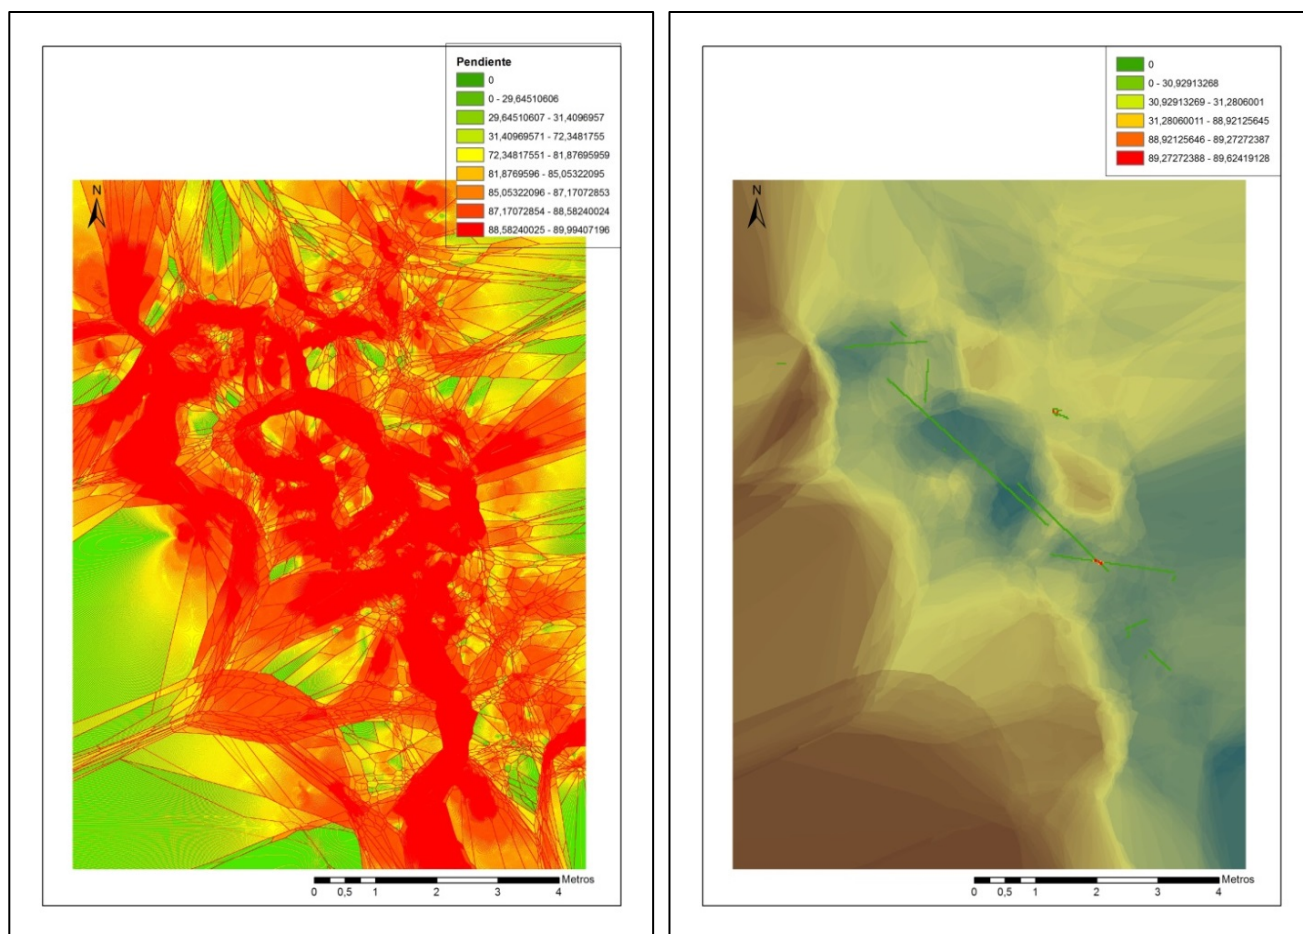 Pendiente
0
0 - 29,64510606
29,64510607 - 31,4096957
31,40969571 - 72,3481755
72,34817551 - 81,87695959
81,8769596 - 85,05322095
85,05322096 - 87,17072853
87,17072854 - 88,58240024
88,58240025 - 89,99407196
N
Metros
0 0,5 1 2 3 4
0
0 - 30,92913268
30,92913269 - 31,2806001
31,28060011 - 88,92125645
88,92125646 - 89,27272387
89,27272388 - 89,62419128
N
Metros
0 0,5 1 2 3 4